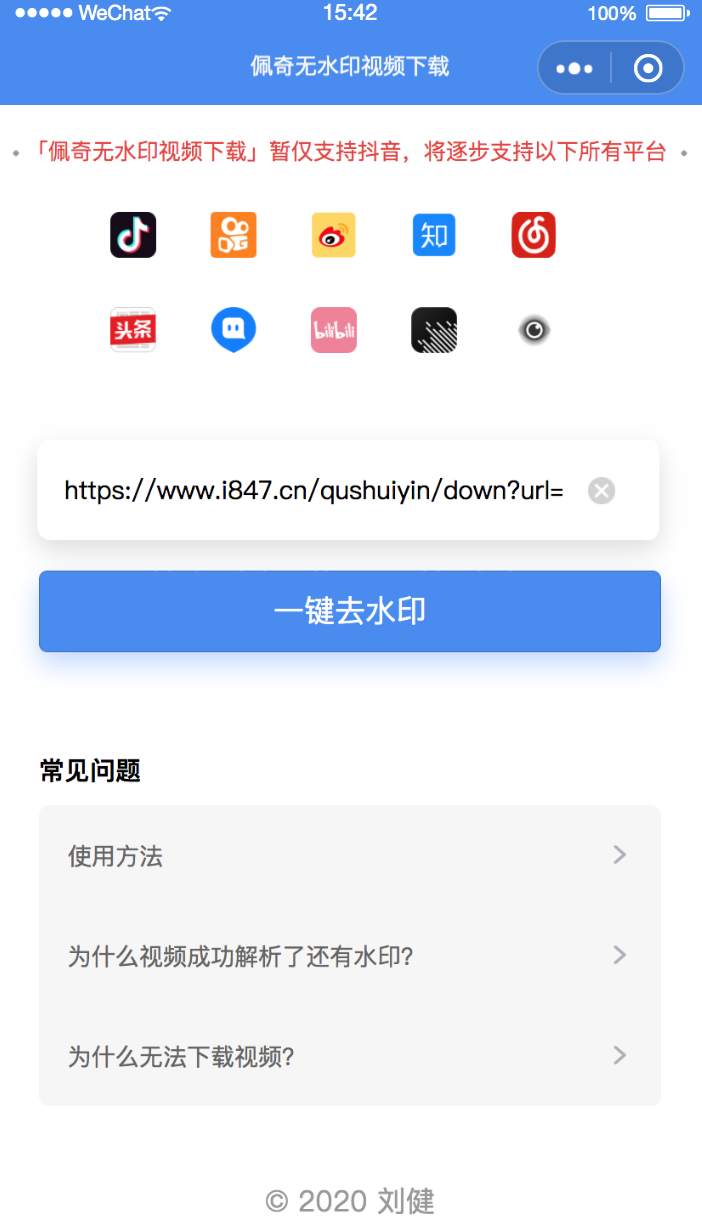 ●●●●● WeChat 15:42 100%
佩奇无水印视频下载
• 「佩奇无水印视频下载」暂仅支持抖音，将逐步支持以下所有平台 •
知
头条
bilibili
https://www.i847.cn/qushuiyin/down?url=
一键去水印
常见问题
使用方法
为什么视频成功解析了还有水印?
为什么无法下载视频?
© 2020 刘健